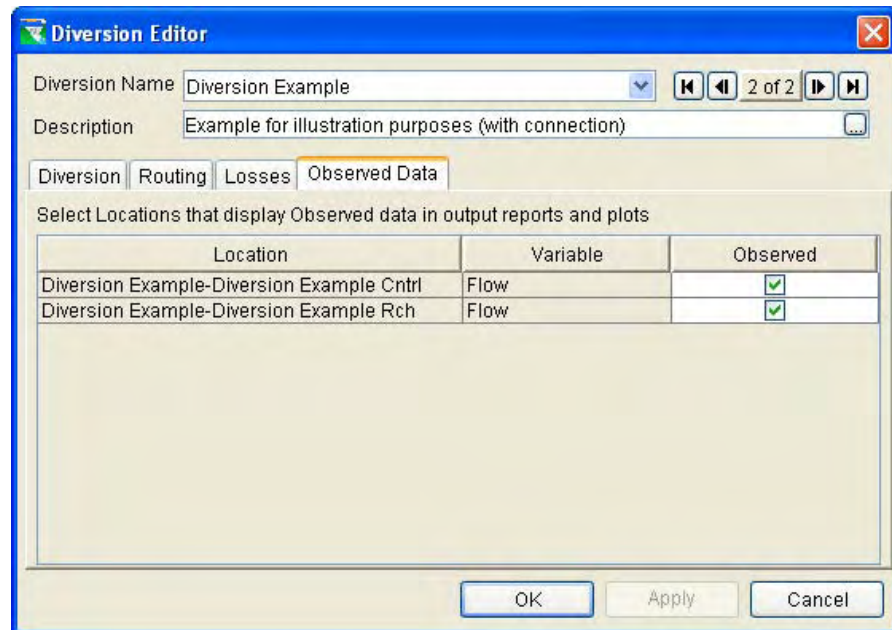 Diversion Editor
Diversion Name Diversion Example 2 of 2
Description Example for illustration purposes (with connection) ...
Diversion Routing Losses Observed Data
Select Locations that display Observed data in output reports and plots
Location Variable Observed
Diversion Example-Diversion Example Cntrl Flow
Diversion Example-Diversion Example Rch Flow
OK Apply Cancel